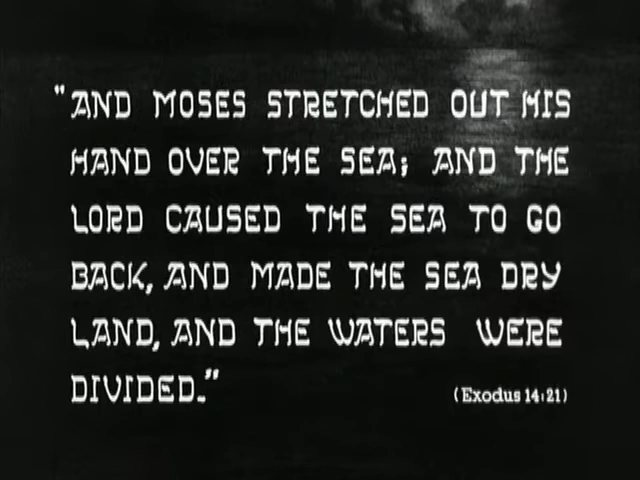 "AND MOSES STRETCHED OUT HIS
HAND OVER THE SEA; AND THE
LORD CAUSED THE SEA TO GO
BACK, AND MADE THE SEA DRY
LAND, AND THE WATERS WERE
DIVIDED."
(Exodus 14:21)